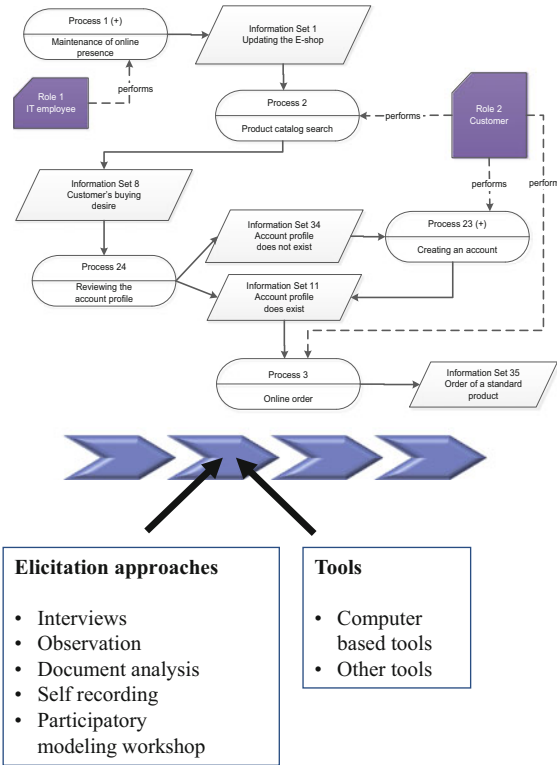 Process 1 (+)
Maintenance of online
presence
Information Set 1
Updating the E-shop
Role 1
IT employee
performs
Process 2
Product catalog search
performs
Role 2
Customer
performs
perform
Information Set 8
Customer's buying
desire
Information Set 34
Account profile
does not exist
Process 23 (+)
Creating an account
Process 24
Reviewing the
account profile
Information Set 11
Account profile
does exist
Process 3
Online order
Information Set 35
Order of a standard
product
Elicitation approaches
• Interviews
• Observation
• Document analysis
• Self recording
• Participatory
modeling workshop
Tools
• Computer
based tools
• Other tools